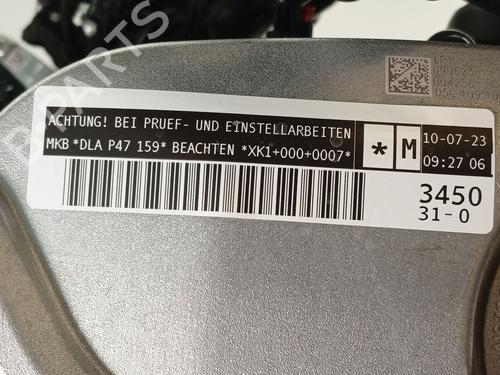 ACHTUNG! BEI PRUEF- UND EINSTELLARBEITEN
MKB *DLA P47 159* BEACHTEN *XK1+000+0007*
* M
10-07-23
09:27 06
3450
31-0
B-PARTS